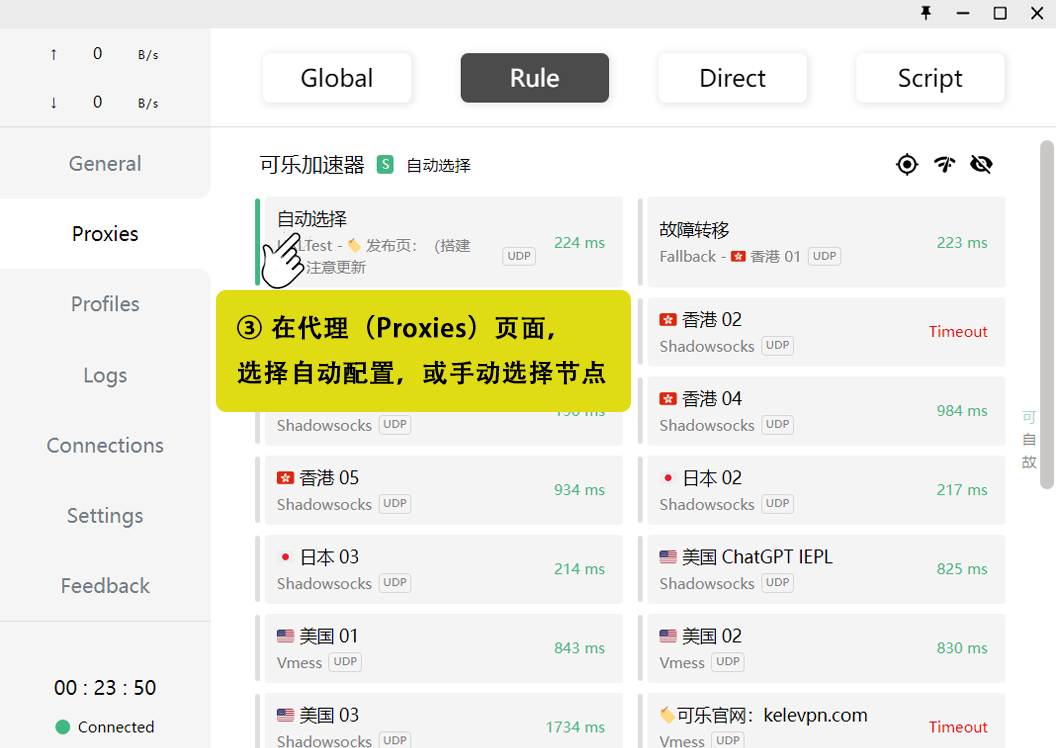 ↑ 0 B/s
↓ 0 B/s
Global Rule Direct Script
General
Proxies
Profiles
Logs
Connections
Settings
Feedback
00 : 23 : 50
Connected
可乐加速器 S 自动选择
自动选择
Test - 发布页： (搭建
注意更新
UDP
224 ms
故障转移
Fallback - 香港 01 UDP
223 ms
③ 在代理（Proxies）页面,
选择自动配置，或手动选择节点
香港 02
Shadowsocks UDP
Timeout
Shadowsocks UDP
香港 04
Shadowsocks UDP
984 ms
香港 05
Shadowsocks UDP
934 ms
日本 02
Shadowsocks UDP
217 ms
日本 03
Shadowsocks UDP
214 ms
美国 ChatGPT IEPL
Shadowsocks UDP
825 ms
美国 01
Vmess UDP
843 ms
美国 02
Vmess UDP
830 ms
美国 03
Shadowsocks UDP
1734 ms
可乐官网：kelevpn.com
Vmess UDP
Timeout
可
自
故